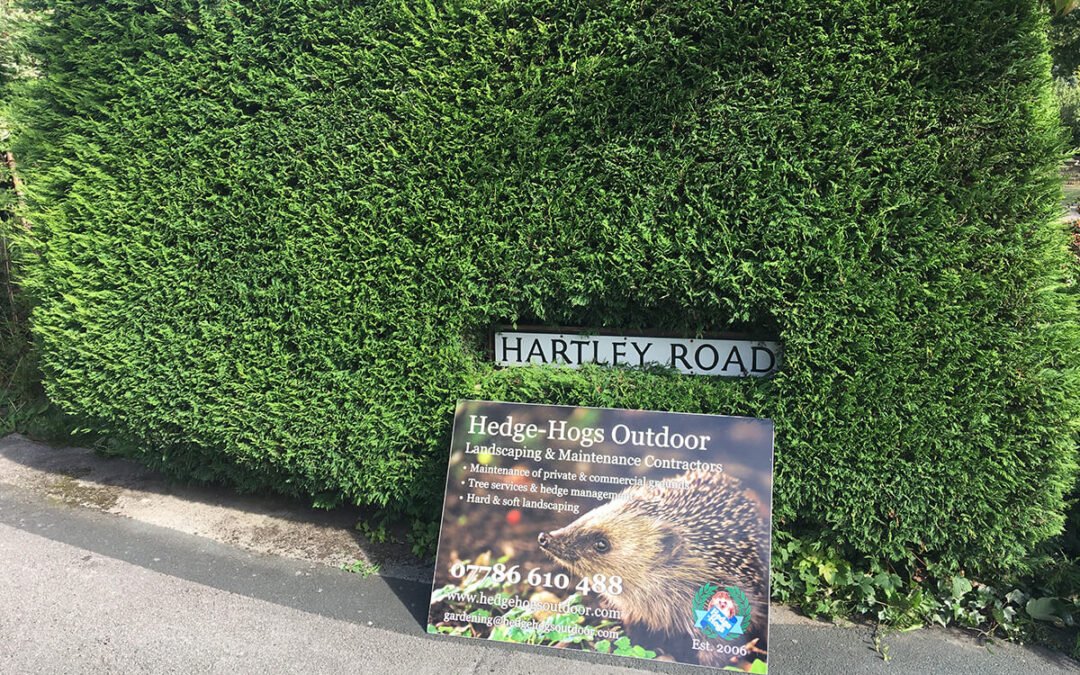 HARTLEY ROAD
Hedge-Hogs Outdoor
Landscaping & Maintenance Contractors
• Maintenance of private & commercial grounds
• Tree services & hedge management
• Hard & soft landscaping
07786 610 488
www.hedgehogsoutdoor.com
gardening@hedgehogsoutdoor.com
Est. 2006